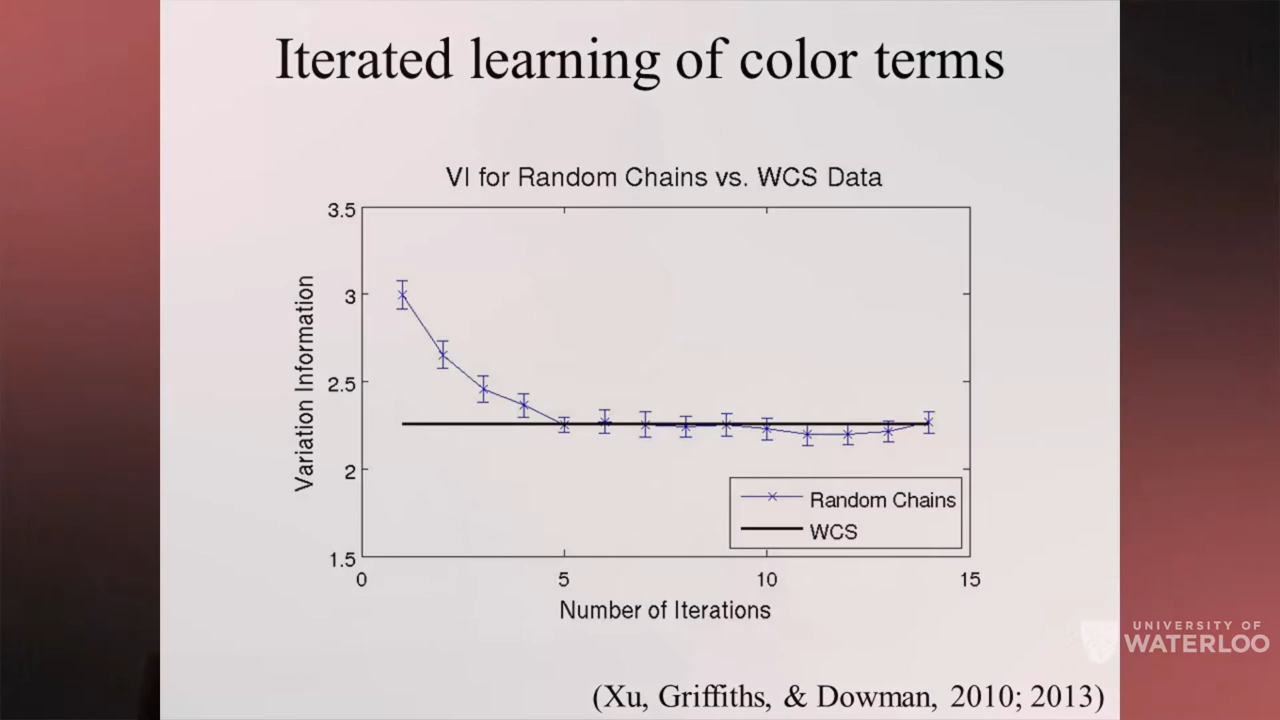 Iterated learning of color terms
VI for Random Chains vs. WCS Data
3.5
3
2.5
2
1.5
Variation Information
0
5
10
15
Number of Iterations
Random Chains
WCS
UNIVERSITY OF
WATERLOO
(Xu, Griffiths, & Dowman, 2010; 2013)